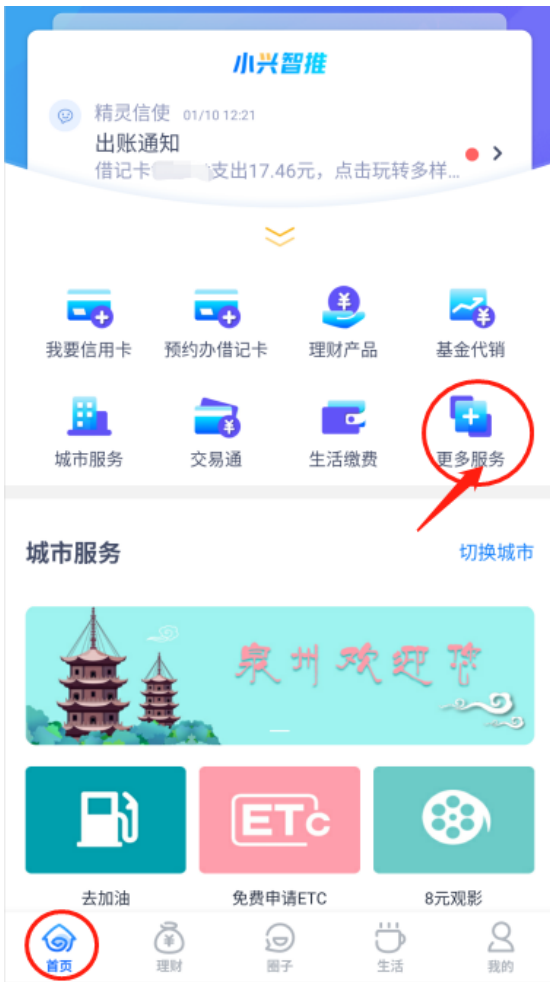 小兴智推
精灵信使 01/10 12:21
出账通知
借记卡 支出17.46元，点击玩转多样...
我要信用卡 预约办借记卡 理财产品 基金代销
城市服务 交易通 生活缴费 更多服务
城市服务 切换城市
泉州欢迎您
ETC
去加油 免费申请ETC 8元观影
首页 理财 圈子 生活 我的